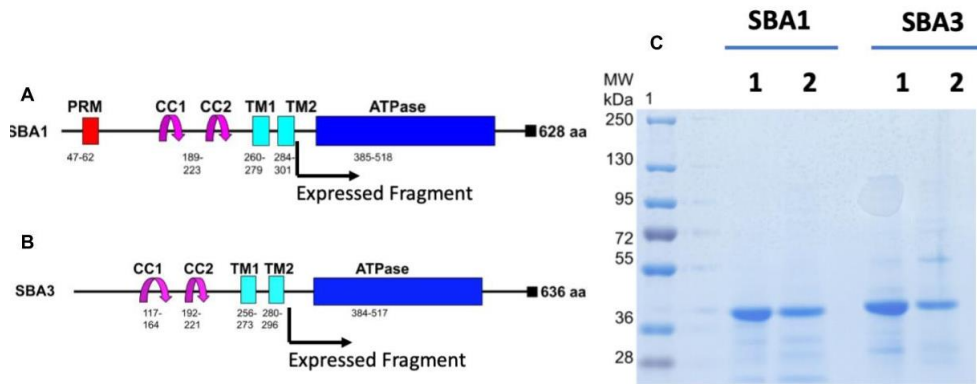 A
PRM CC1 CC2 TM1 TM2 ATPase
SBA1 628 aa
47-62 189-223 260-279 284-301 385-518
Expressed Fragment
B
CC1 CC2 TM1 TM2 ATPase
SBA3 636 aa
117-164 192-221 256-273 280-296 384-517
Expressed Fragment
C
SBA1 SBA3
MW kDa 1 1 2 1 2
250
130
95
72
55
36
28